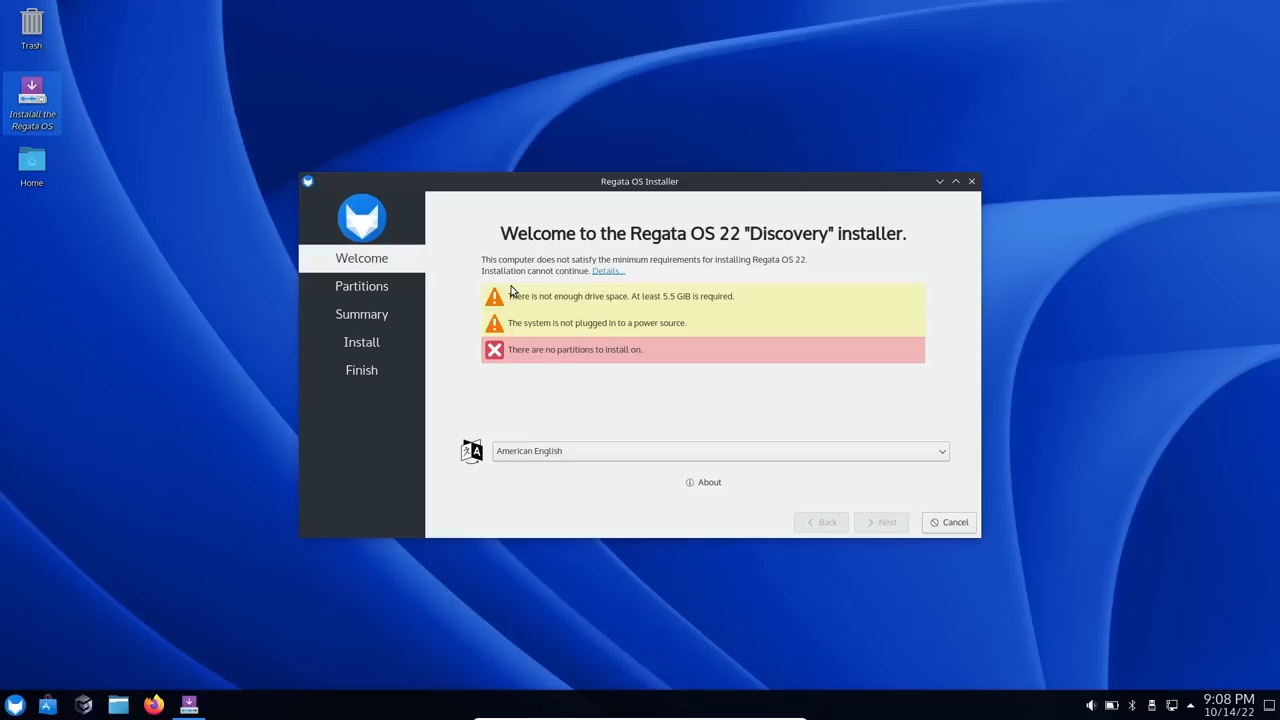 Trash
Instalall the
Regata OS
Home
Regata OS Installer
Welcome
Partitions
Summary
Install
Finish
Welcome to the Regata OS 22 "Discovery" installer.
This computer does not satisfy the minimum requirements for installing Regata OS 22.
Installation cannot continue. Details...
There is not enough drive space. At least 5.5 GiB is required.
The system is not plugged in to a power source.
There are no partitions to install on.
American English
About
Back
Next
Cancel
9:08 PM
10/14/22